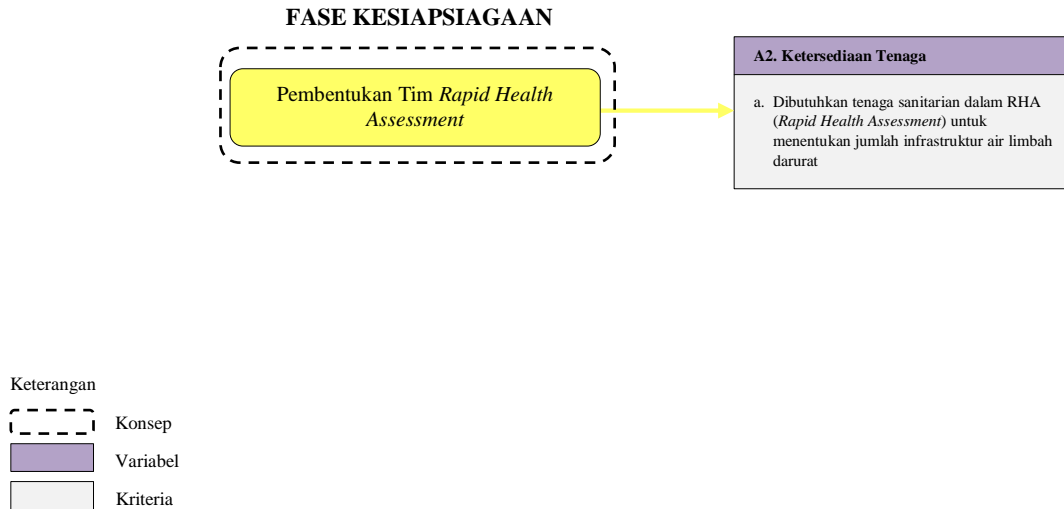 FASE KESIAPSIAGAAN
Pembentukan Tim Rapid Health
Assessment
A2. Ketersediaan Tenaga
a. Dibutuhkan tenaga sanitarian dalam RHA
(Rapid Health Assessment) untuk
menentukan jumlah infrastruktur air limbah
darurat
Keterangan
Konsep
Variabel
Kriteria